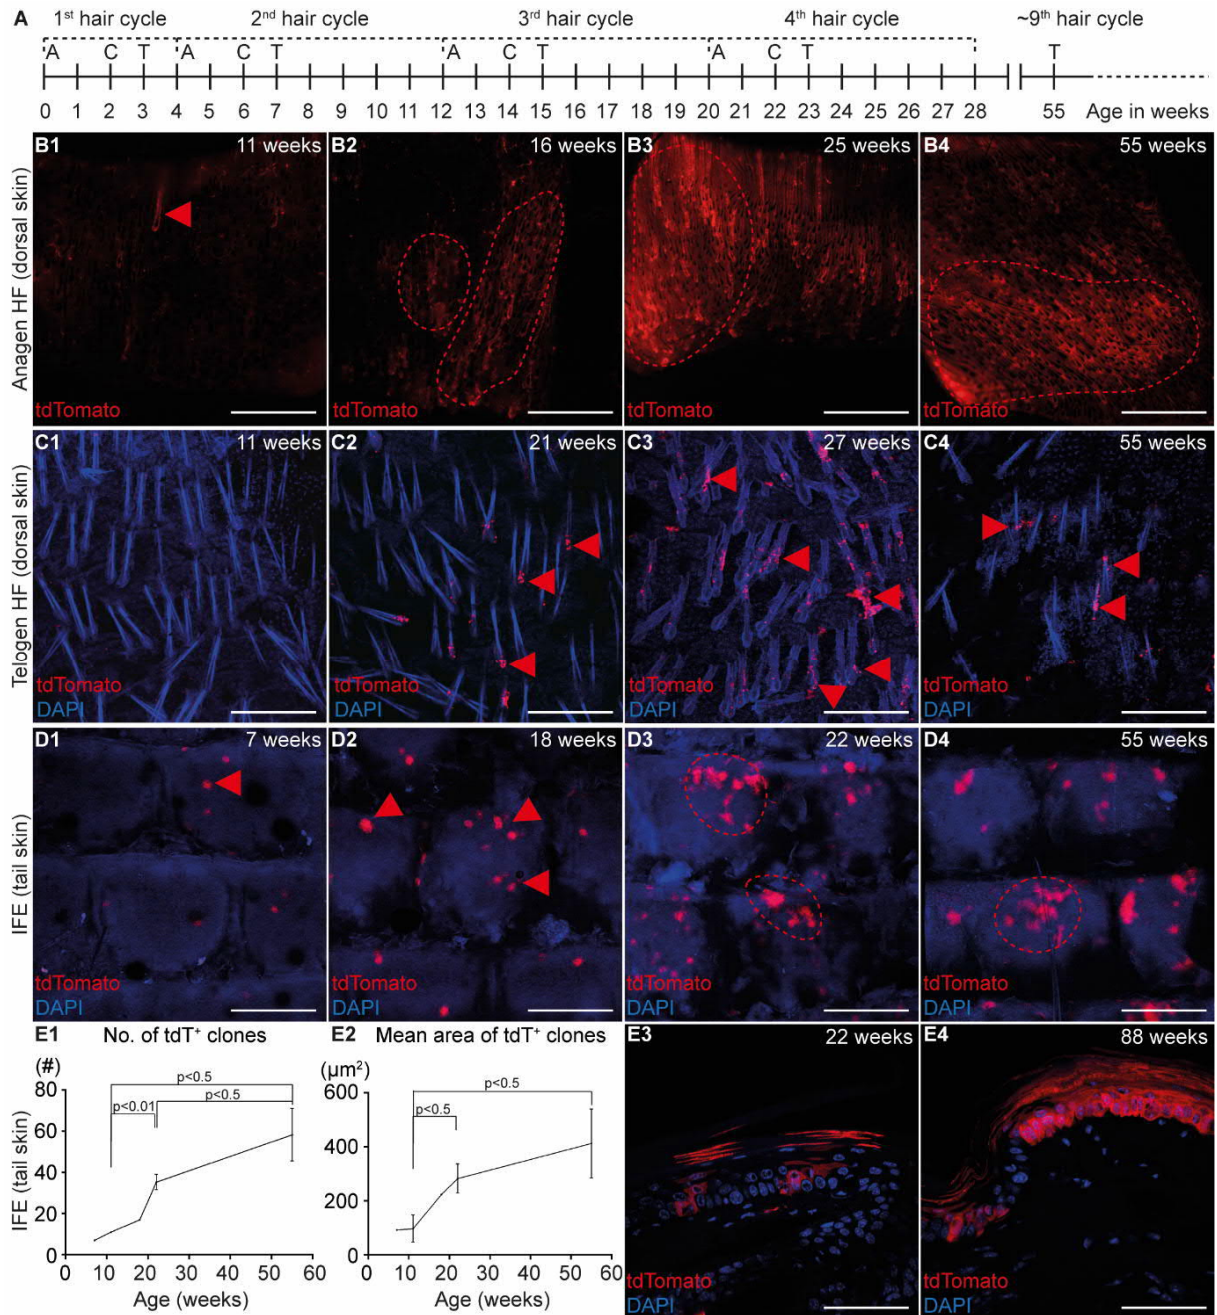 A
1st hair cycle 2nd hair cycle 3rd hair cycle 4th hair cycle ~9th hair cycle
A C T A C T A C T A C T T
0 1 2 3 4 5 6 7 8 9 10 11 12 13 14 15 16 17 18 19 20 21 22 23 24 25 26 27 28 55 Age in weeks
Anagen HF (dorsal skin)
B1 11 weeks
tdTomato
B2 16 weeks
tdTomato
B3 25 weeks
tdTomato
B4 55 weeks
tdTomato
Telogen HF (dorsal skin)
C1 11 weeks
tdTomato
DAPI
C2 21 weeks
tdTomato
DAPI
C3 27 weeks
tdTomato
DAPI
C4 55 weeks
tdTomato
DAPI
IFE (tail skin)
D1 7 weeks
tdTomato
DAPI
D2 18 weeks
tdTomato
DAPI
D3 22 weeks
tdTomato
DAPI
D4 55 weeks
tdTomato
DAPI
E1 No. of tdT+ clones
(#)
80
60
40
20
0
p<0.5
p<0.01
p<0.5
IFE (tail skin)
0 10 20 30 40 50 60
Age (weeks)
E2 Mean area of tdT+ clones
(µm2)
600
400
200
0
p<0.5
p<0.5
0 10 20 30 40 50 60
Age (weeks)
E3 22 weeks
tdTomato
DAPI
E4 88 weeks
tdTomato
DAPI